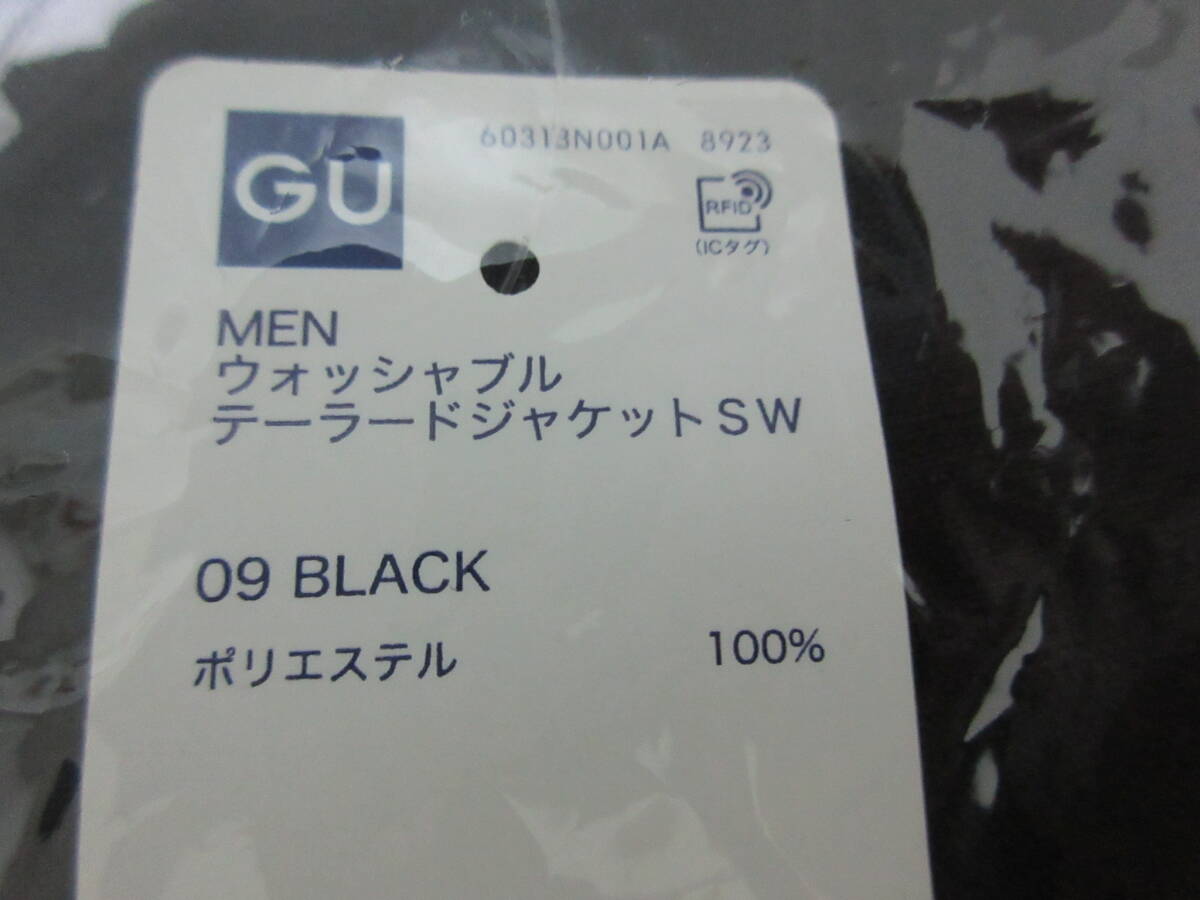 GU
60313N001A 8923
RFID
(ICタグ)
MEN
ウォッシャブル
テーラードジャケットSW
09 BLACK
ポリエステル 100%